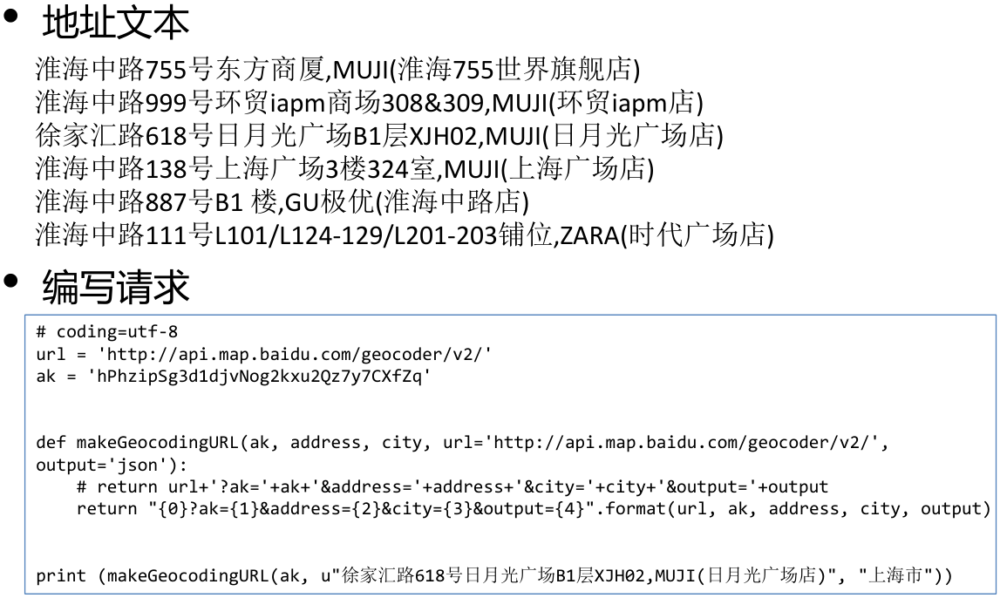 • 地址文本
淮海中路755号东方商厦,MUJI(淮海755世界旗舰店)
淮海中路999号环贸iapm商场308&309,MUJI(环贸iapm店)
徐家汇路618号日月光广场B1层XJH02,MUJI(日月光广场店)
淮海中路138号上海广场3楼324室,MUJI(上海广场店)
淮海中路887号B1 楼,GU极优(淮海中路店)
淮海中路111号L101/L124-129/L201-203铺位,ZARA(时代广场店)
• 编写请求
# coding=utf-8
url = 'http://api.map.baidu.com/geocoder/v2/'
ak = 'hPhzipSg3d1djvNog2kxu2Qz7y7CXfZq'
def makeGeocodingURL(ak, address, city, url='http://api.map.baidu.com/geocoder/v2/',
output='json'):
    # return url+'?ak='+ak+'&address='+address+'&city='+city+'&output='+output
    return "{0}?ak={1}&address={2}&city={3}&output={4}".format(url, ak, address, city, output)
print (makeGeocodingURL(ak, u"徐家汇路618号日月光广场B1层XJH02,MUJI(日月光广场店)", "上海市"))